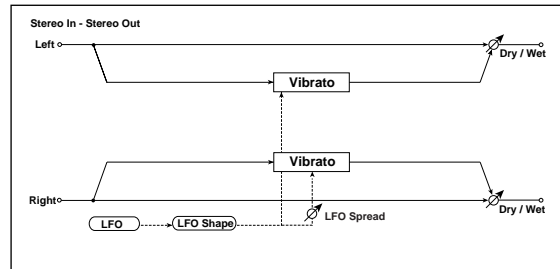 Stereo In - Stereo Out
Left
Dry / Wet
Vibrato
Vibrato
Right
Dry / Wet
LFO
LFO Shape
LFO Spread